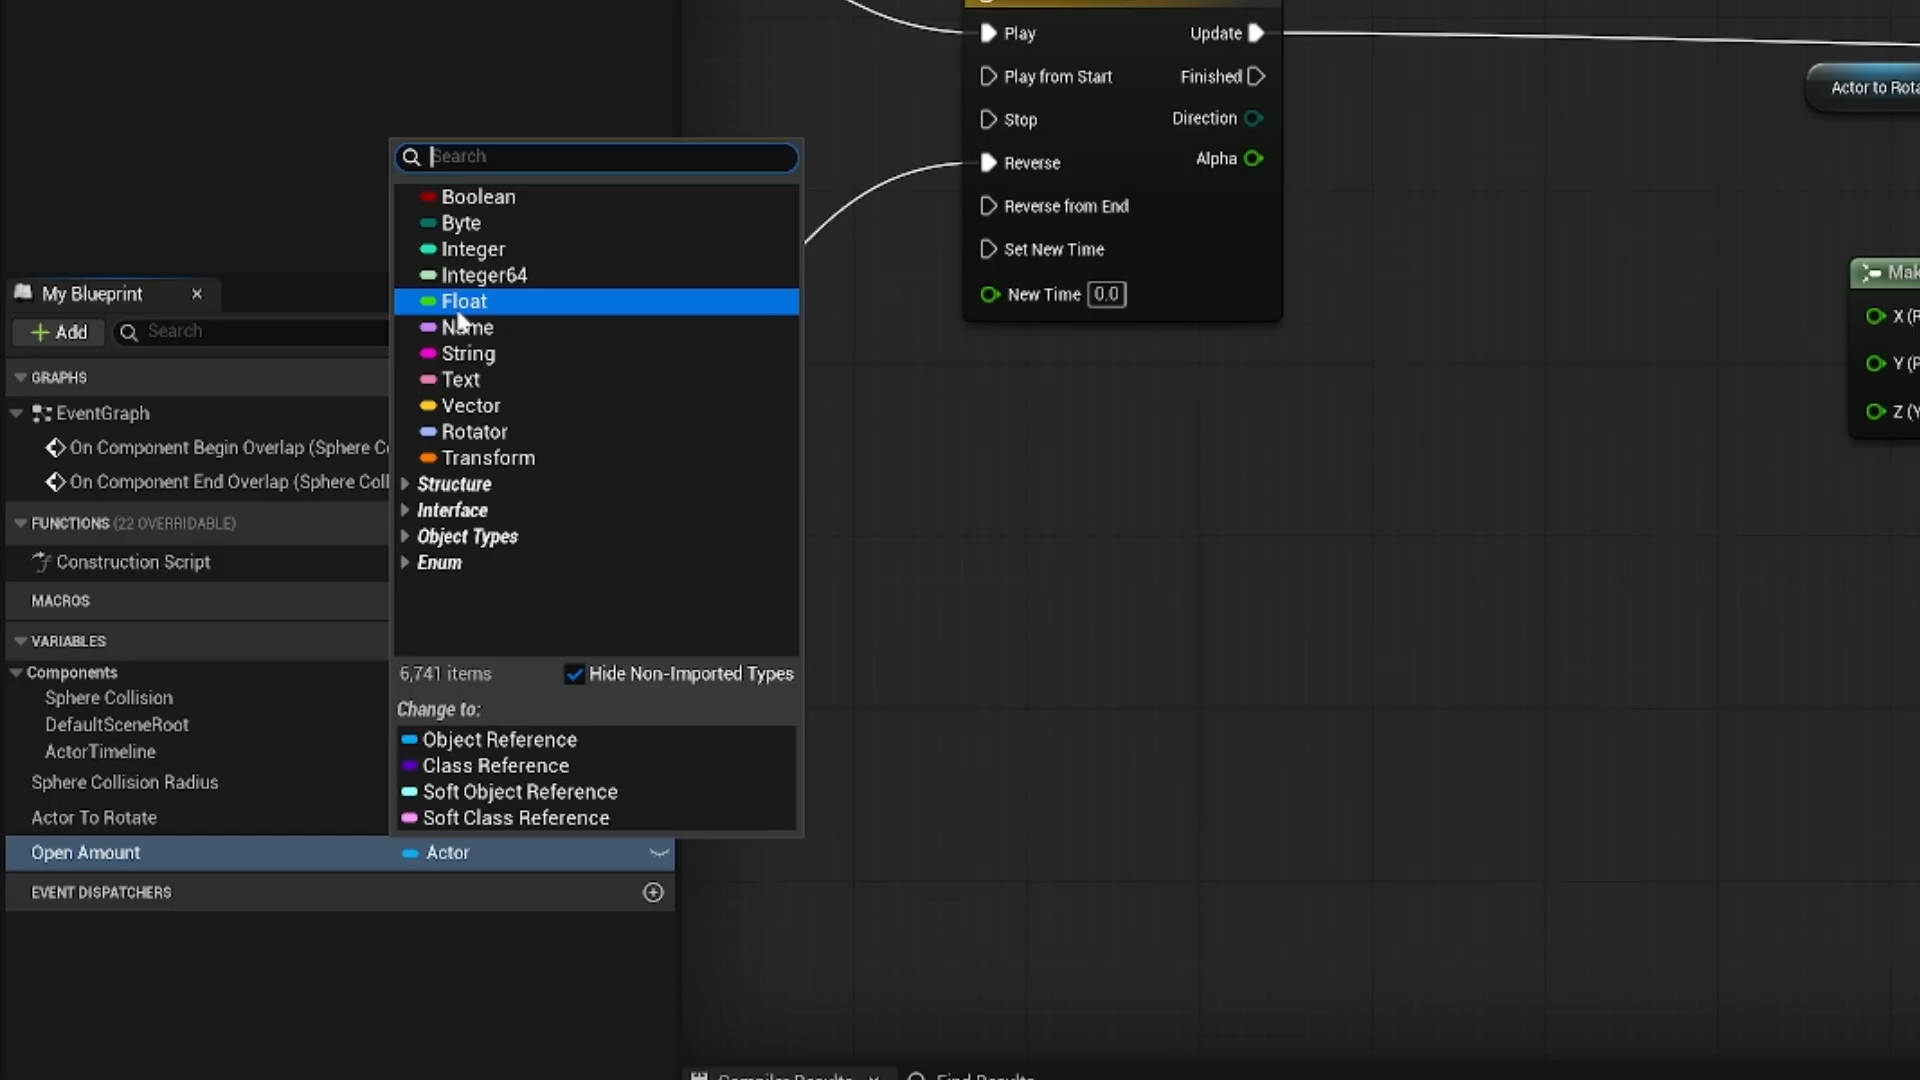 Play
Update
Play from Start
Finished
Stop
Direction
Reverse
Alpha
Reverse from End
Set New Time
New Time 0.0
Actor to Rota
X (R
Y (P
Z (Y
Search
Boolean
Byte
Integer
Integer64
Float
Name
String
Text
Vector
Rotator
Transform
Structure
Interface
Object Types
Enum
6,741 items
Hide Non-Imported Types
Change to:
Object Reference
Class Reference
Soft Object Reference
Soft Class Reference
My Blueprint
Add
Search
GRAPHS
EventGraph
On Component Begin Overlap (Sphere C
On Component End Overlap (Sphere Coll
FUNCTIONS (22 OVERRIDABLE)
Construction Script
MACROS
VARIABLES
Components
Sphere Collision
DefaultSceneRoot
ActorTimeline
Sphere Collision Radius
Actor To Rotate
Open Amount
Actor
EVENT DISPATCHERS
Compiler Results
Find Results